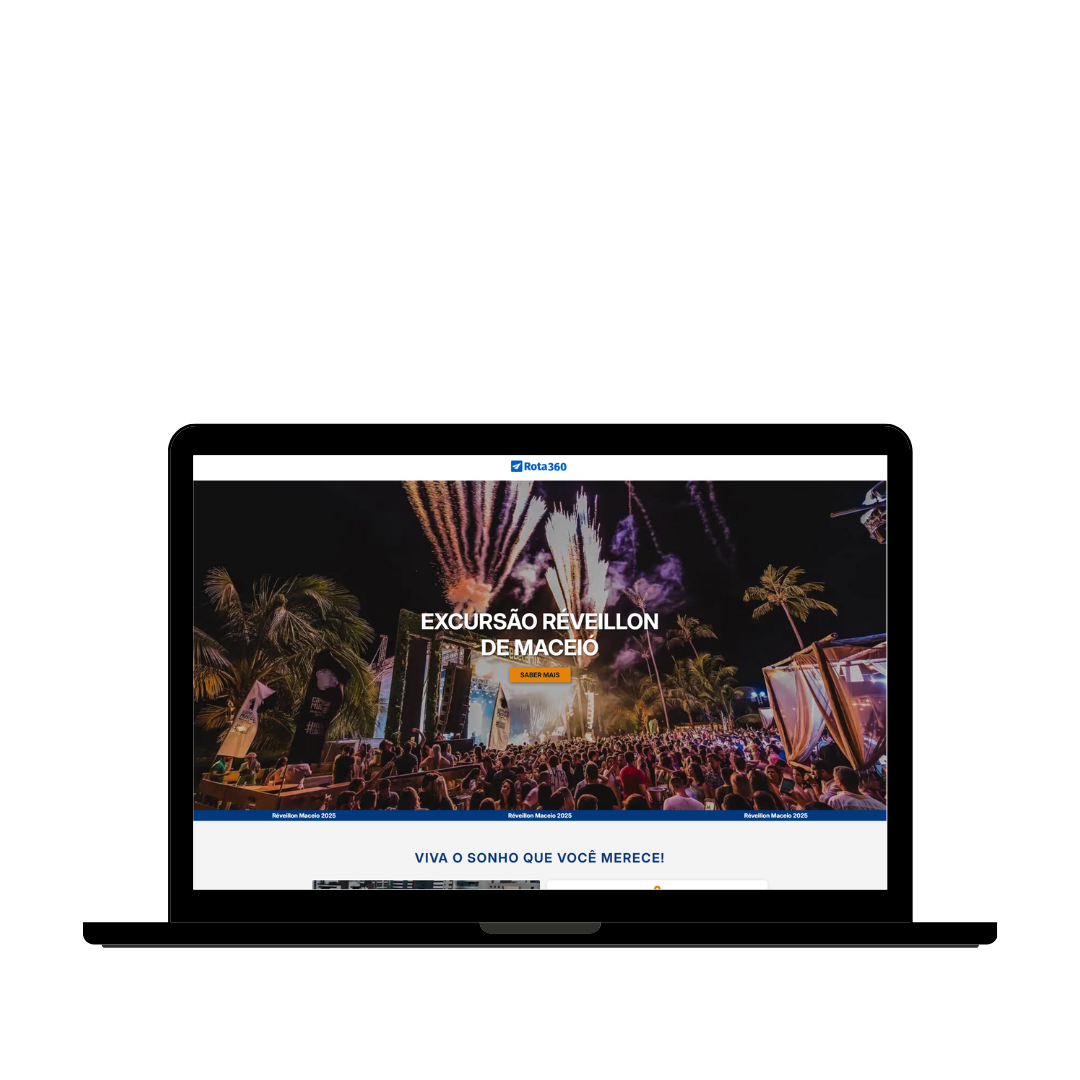 Rota360
EXCURSÃO RÉVEILLON
DE MACEIÓ
SABER MAIS
Réveillon Maceio 2025
Réveillon Maceio 2025
Réveillon Maceio 2025
VIVA O SONHO QUE VOCÊ MERECE!